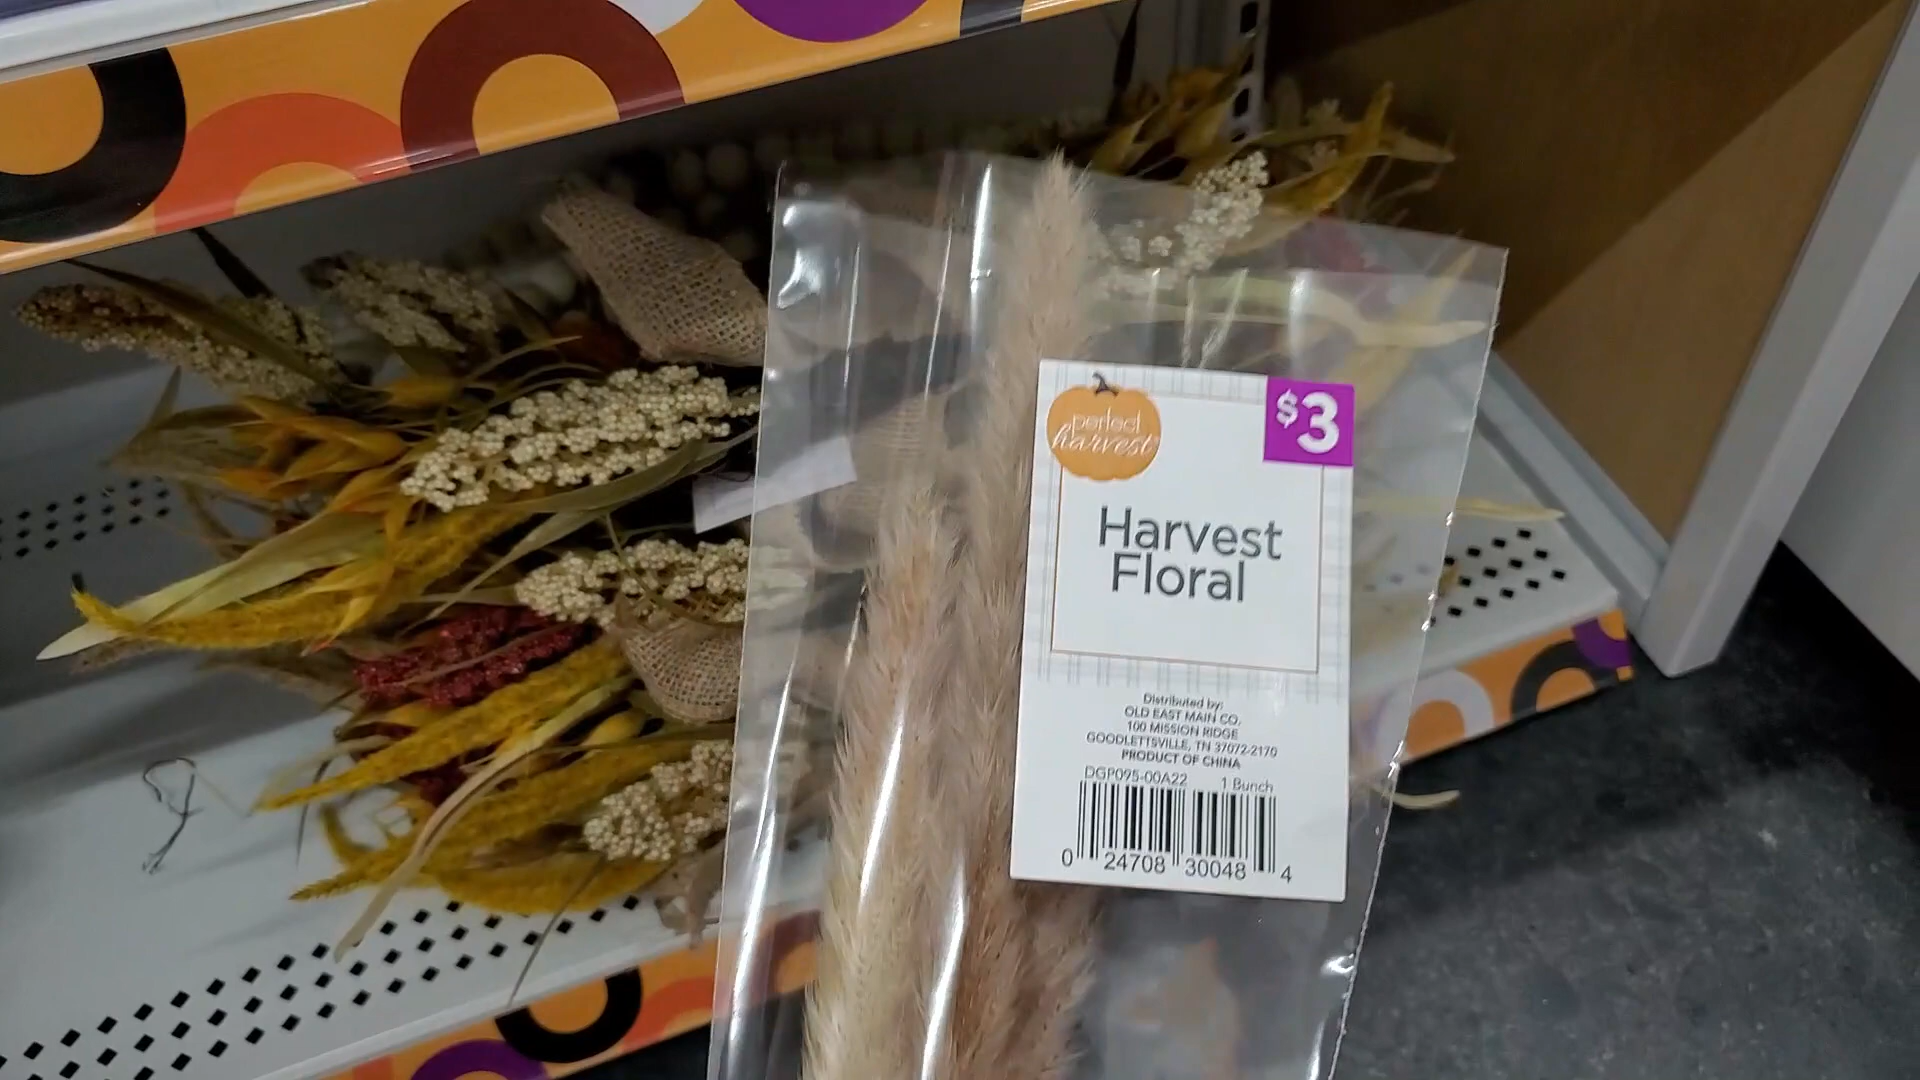 perfect
harvest
$3
Harvest
Floral
Distributed by:
OLD EAST MAIN CO.
100 MISSION RIDGE
GOODLETTSVILLE, TN 37072-2170
PRODUCT OF CHINA
DGP095-00A22 1 Bunch
0 24708 30048 4